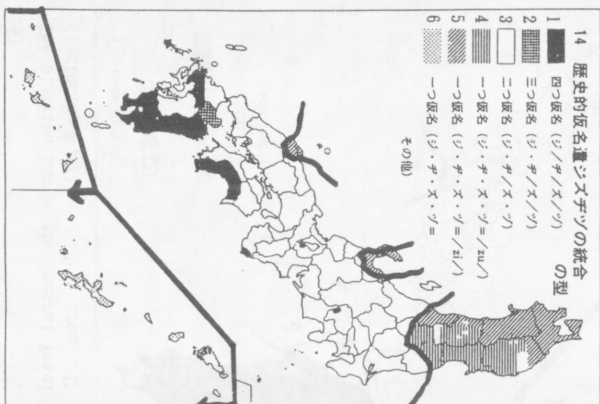 14 歴史的仮名遣ジズヂヅの統合
の型
1 四つ仮名 (ジ/ヂ/ズ/ヅ)
2 三つ仮名 (ジ・ヂ/ズ/ヅ)
3 二つ仮名 (ジ・ヂ/ズ・ヅ)
4 一つ仮名 (ジ・ヂ・ズ・ヅ=/zu/)
5 一つ仮名 (ジ・ヂ・ズ・ヅ=/zi/)
6 一つ仮名 (ジ・ヂ・ズ・ヅ=
その他)